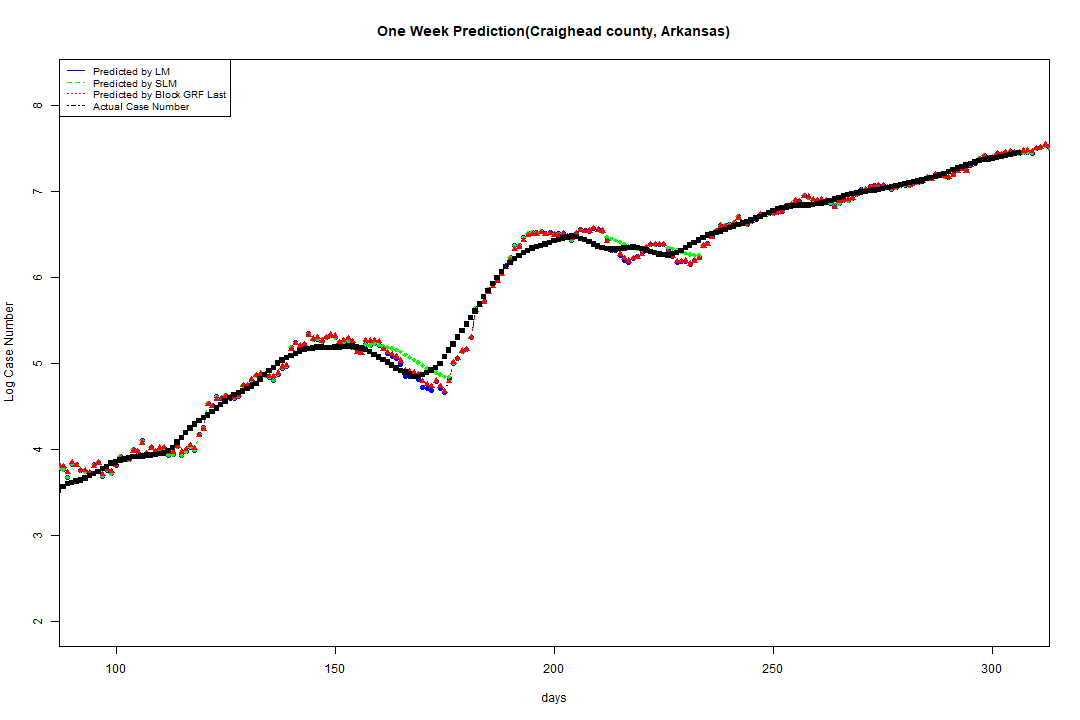 One Week Prediction(Craighead county, Arkansas)
Predicted by LM
Predicted by SLM
Predicted by Block GRF Last
Actual Case Number
8
7
6
5
4
3
2
Log Case Number
100 150 200 250 300
days